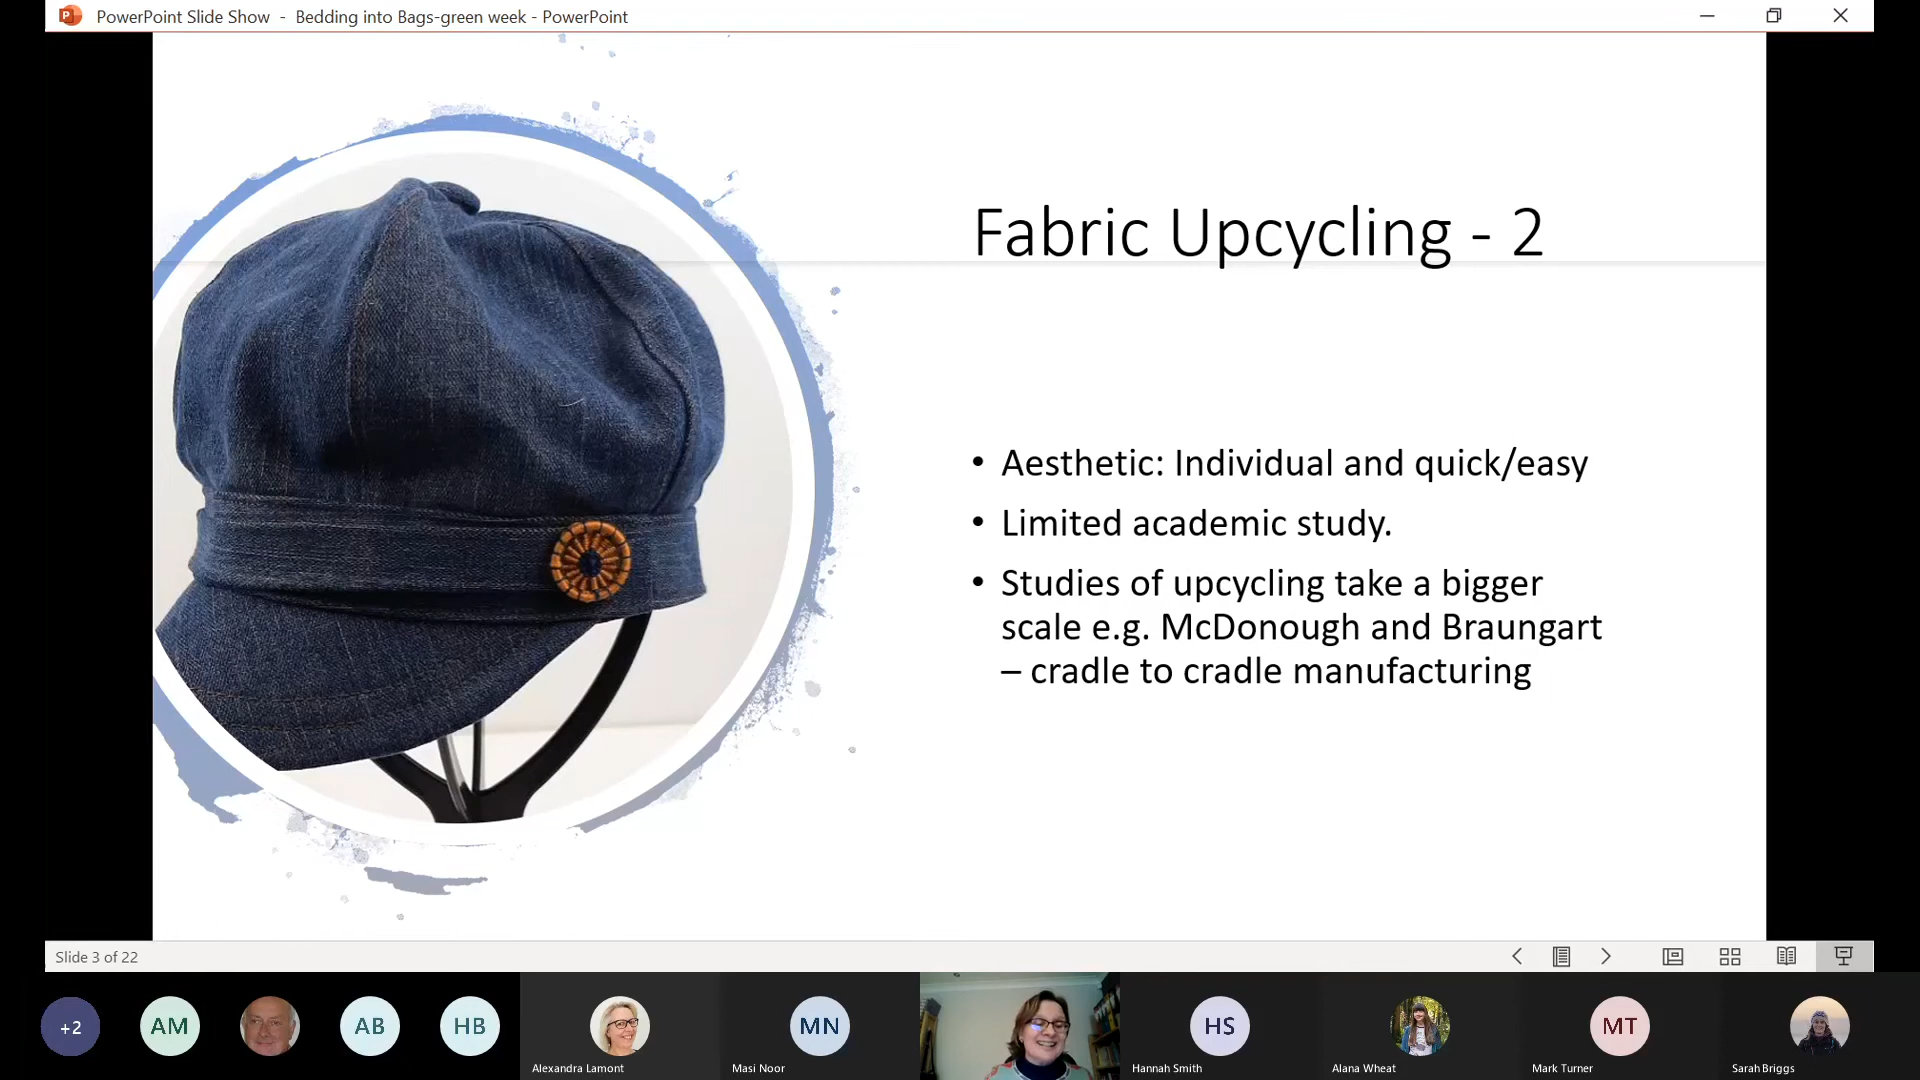 PowerPoint Slide Show - Bedding into Bags-green week - PowerPoint
Fabric Upcycling - 2
• Aesthetic: Individual and quick/easy
• Limited academic study.
• Studies of upcycling take a bigger
scale e.g. McDonough and Braungart
– cradle to cradle manufacturing
Slide 3 of 22
+2
AM
AB
HB
Alexandra Lamont
MN
Masi Noor
HS
Hannah Smith
Alana Wheat
MT
Mark Turner
Sarah Briggs